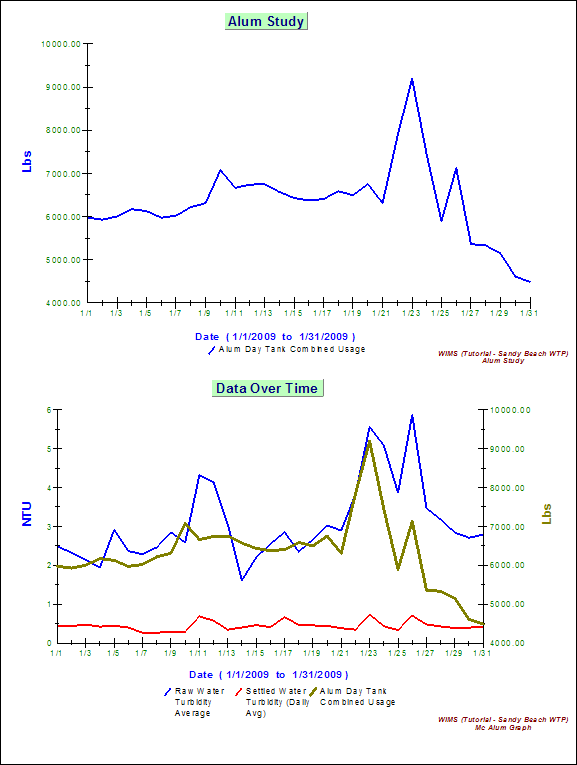 Alum Study
10000.00
9000.00
8000.00
7000.00
6000.00
5000.00
4000.00
Lbs
1/1 1/3 1/5 1/7 1/9 1/11 1/13 1/15 1/17 1/19 1/21 1/23 1/25 1/27 1/29 1/31
Date ( 1/1/2009 to 1/31/2009 )
Alum Day Tank Combined Usage
WIMS (Tutorial - Sandy Beach WTP)
Alum Study
Data Over Time
6 10000.00
5 9000.00
4 8000.00
3 7000.00
2 6000.00
1 5000.00
0 4000.00
NTU Lbs
1/1 1/3 1/5 1/7 1/9 1/11 1/13 1/15 1/17 1/19 1/21 1/23 1/25 1/27 1/29 1/31
Date ( 1/1/2009 to 1/31/2009 )
Raw Water Settled Water Alum Day Tank
Turbidity Turbidity (Daily Combined Usage
Average Avg)
WIMS (Tutorial - Sandy Beach WTP)
Mc Alum Graph